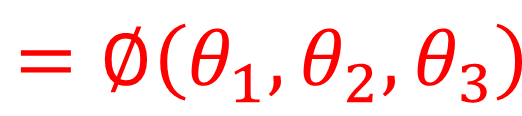 = ∅(θ₁, θ₂, θ₃)